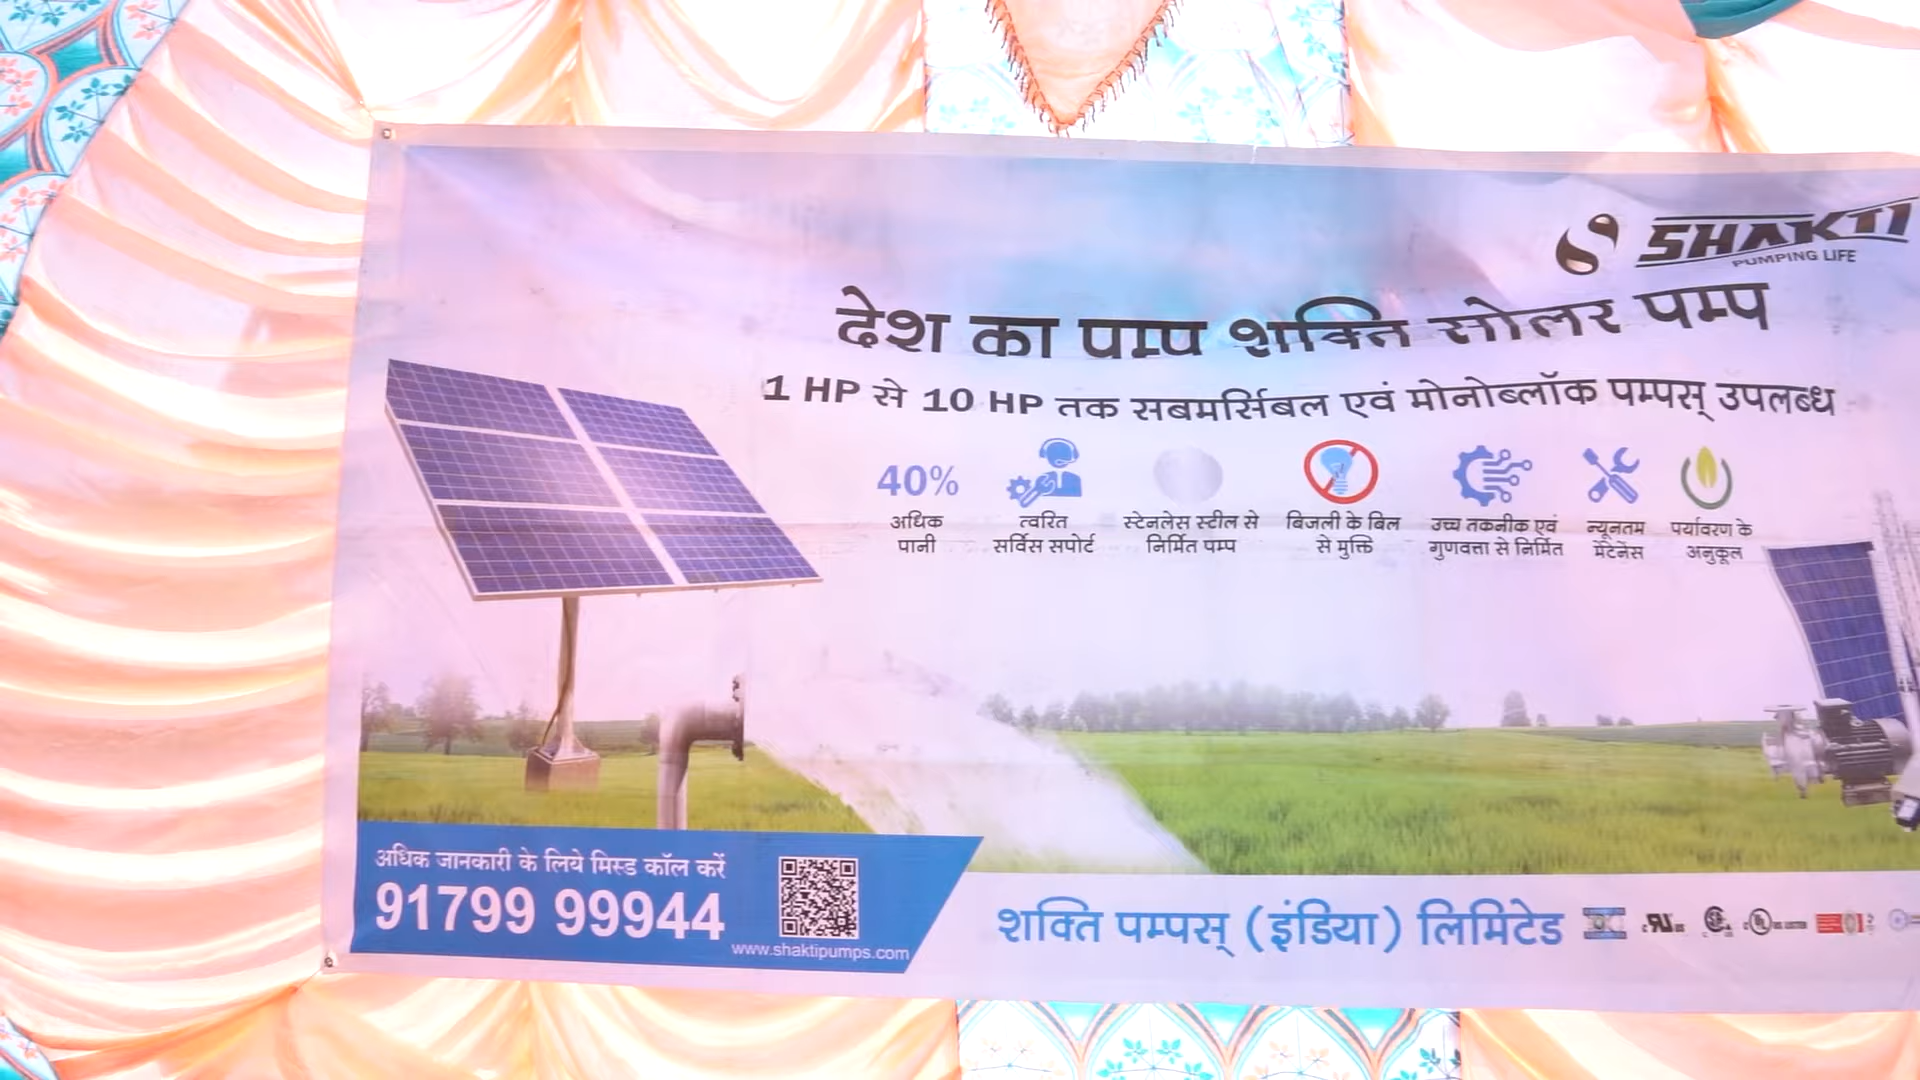 SHAKTI
PUMPING LIFE
देश का पम्प शक्ति सोलर पम्प
1 HP से 10 HP तक सबमर्सिबल एवं मोनोब्लॉक पम्पस् उपलब्ध
40%
अधिक
पानी
त्वरित
सर्विस सपोर्ट
स्टेनलेस स्टील से
निर्मित पम्प
बिजली के बिल
से मुक्ति
उच्च तकनीक एवं
गुणवत्ता से निर्मित
न्यूनतम
मेंटेनेंस
पर्यावरण के
अनुकूल
अधिक जानकारी के लिये मिस्ड कॉल करें
91799 99944
www.shaktipumps.com
शक्ति पम्पस् (इंडिया) लिमिटेड